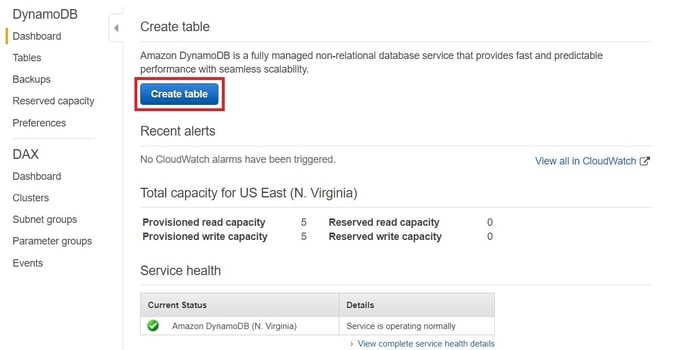 DynamoDB
Dashboard
Tables
Backups
Reserved capacity
Preferences
DAX
Dashboard
Clusters
Subnet groups
Parameter groups
Events
Create table
Amazon DynamoDB is a fully managed non-relational database service that provides fast and predictable
performance with seamless scalability.
Create table
Recent alerts
No CloudWatch alarms have been triggered.
View all in CloudWatch
Total capacity for US East (N. Virginia)
Provisioned read capacity 5 Reserved read capacity 0
Provisioned write capacity 5 Reserved write capacity 0
Service health
Current Status Details
Amazon DynamoDB (N. Virginia) Service is operating normally
View complete service health details